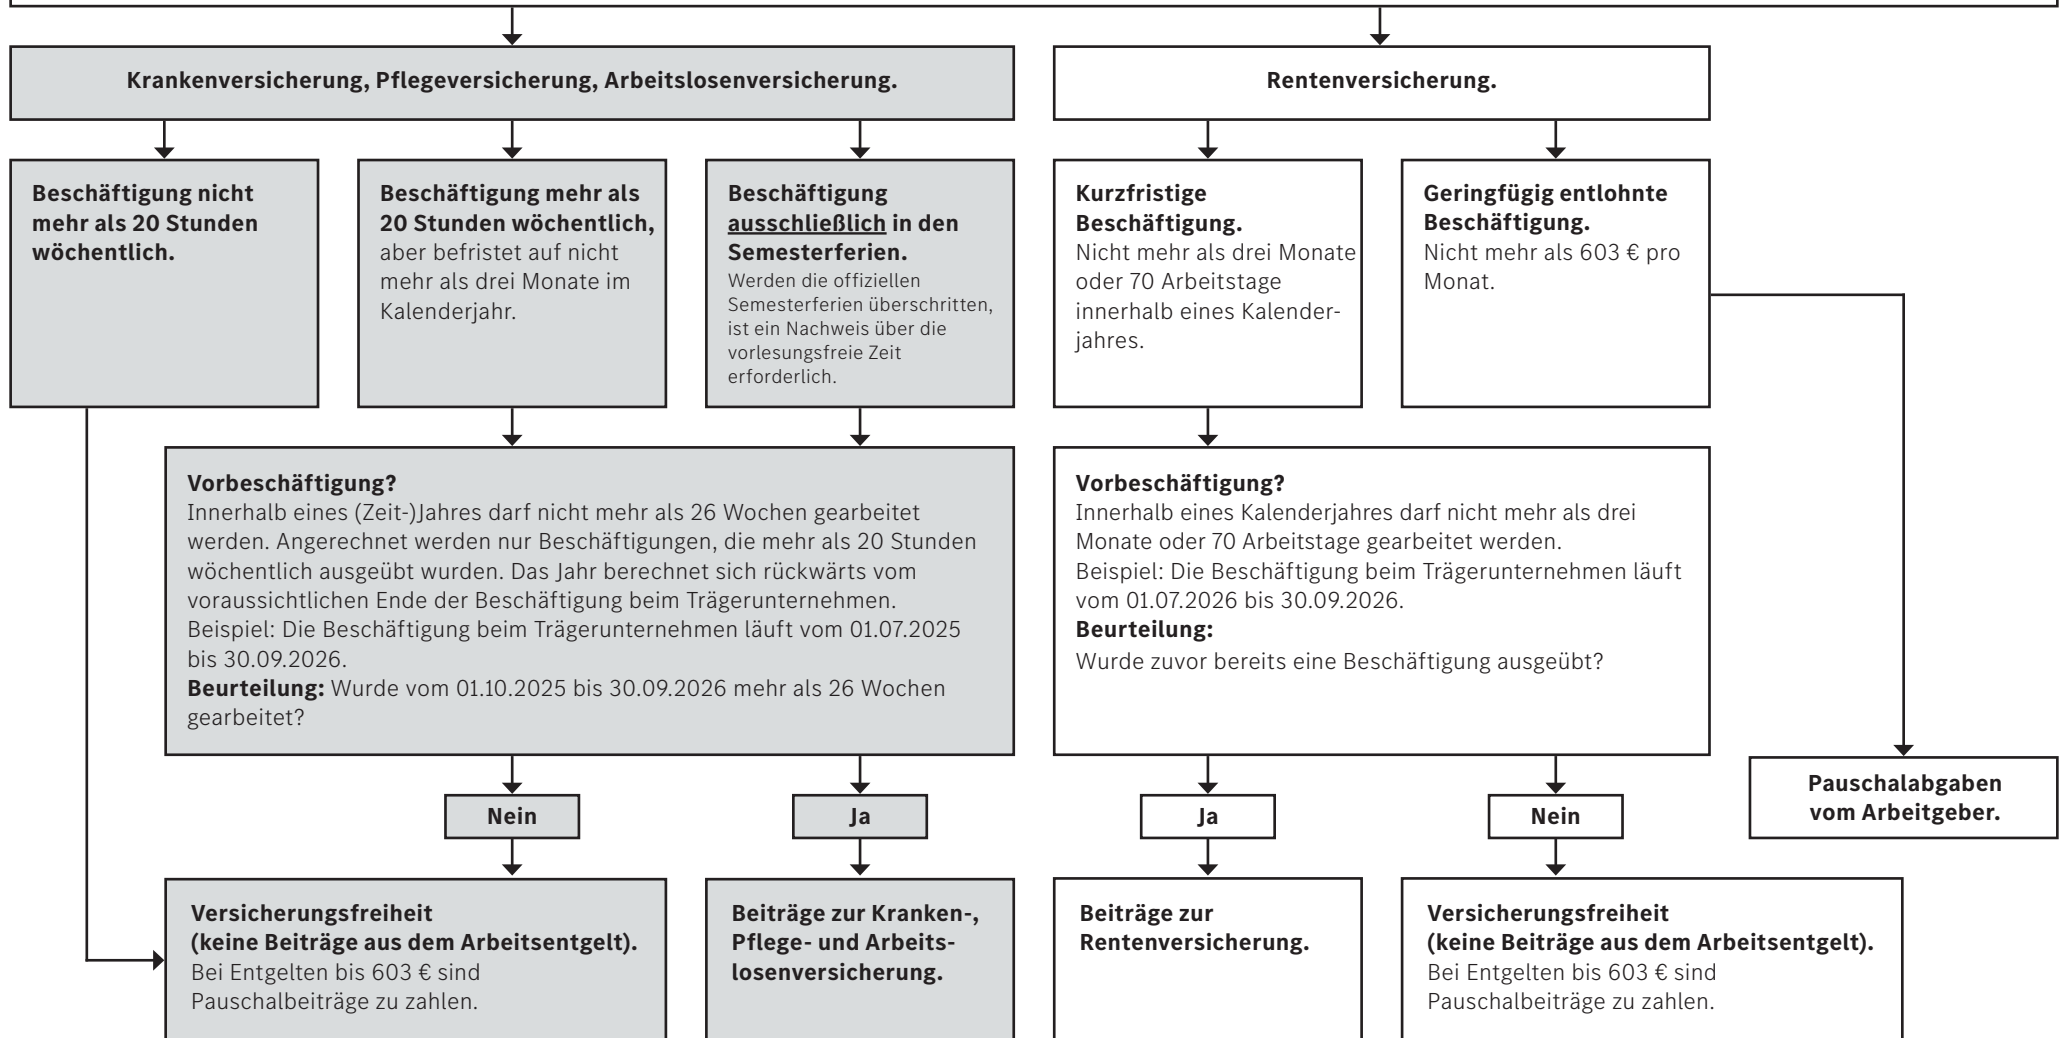 Krankenversicherung, Pflegeversicherung, Arbeitslosenversicherung.
Rentenversicherung.
Beschäftigung nicht
mehr als 20 Stunden
wöchentlich.
Beschäftigung mehr als
20 Stunden wöchentlich,
aber befristet auf nicht
mehr als drei Monate im
Kalenderjahr.
Beschäftigung
ausschließlich in den
Semesterferien.
Werden die offiziellen
Semesterferien überschritten,
ist ein Nachweis über die
vorlesungsfreie Zeit
erforderlich.
Kurzfristige
Beschäftigung.
Nicht mehr als drei Monate
oder 70 Arbeitstage
innerhalb eines Kalender-
jahres.
Geringfügig entlohnte
Beschäftigung.
Nicht mehr als 603 € pro
Monat.
Vorbeschäftigung?
Innerhalb eines (Zeit-)Jahres darf nicht mehr als 26 Wochen gearbeitet
werden. Angerechnet werden nur Beschäftigungen, die mehr als 20 Stunden
wöchentlich ausgeübt wurden. Das Jahr berechnet sich rückwärts vom
voraussichtlichen Ende der Beschäftigung beim Trägerunternehmen.
Beispiel: Die Beschäftigung beim Trägerunternehmen läuft vom 01.07.2025
bis 30.09.2026.
Beurteilung: Wurde vom 01.10.2025 bis 30.09.2026 mehr als 26 Wochen
gearbeitet?
Vorbeschäftigung?
Innerhalb eines Kalenderjahres darf nicht mehr als drei
Monate oder 70 Arbeitstage gearbeitet werden.
Beispiel: Die Beschäftigung beim Trägerunternehmen läuft
vom 01.07.2026 bis 30.09.2026.
Beurteilung:
Wurde zuvor bereits eine Beschäftigung ausgeübt?
Pauschalabgaben
vom Arbeitgeber.
Nein
Ja
Ja
Nein
Versicherungsfreiheit
(keine Beiträge aus dem Arbeitsentgelt).
Bei Entgelten bis 603 € sind
Pauschalbeiträge zu zahlen.
Beiträge zur Kranken-,
Pflege- und Arbeits-
losenversicherung.
Beiträge zur
Rentenversicherung.
Versicherungsfreiheit
(keine Beiträge aus dem Arbeitsentgelt).
Bei Entgelten bis 603 € sind
Pauschalbeiträge zu zahlen.